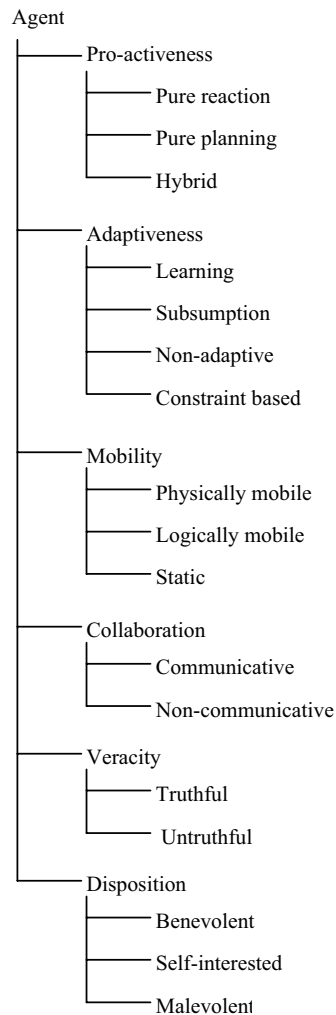 Agent
Pro-activeness
Pure reaction
Pure planning
Hybrid
Adaptiveness
Learning
Subsumption
Non-adaptive
Constraint based
Mobility
Physically mobile
Logically mobile
Static
Collaboration
Communicative
Non-communicative
Veracity
Truthful
Untruthful
Disposition
Benevolent
Self-interested
Malevolent